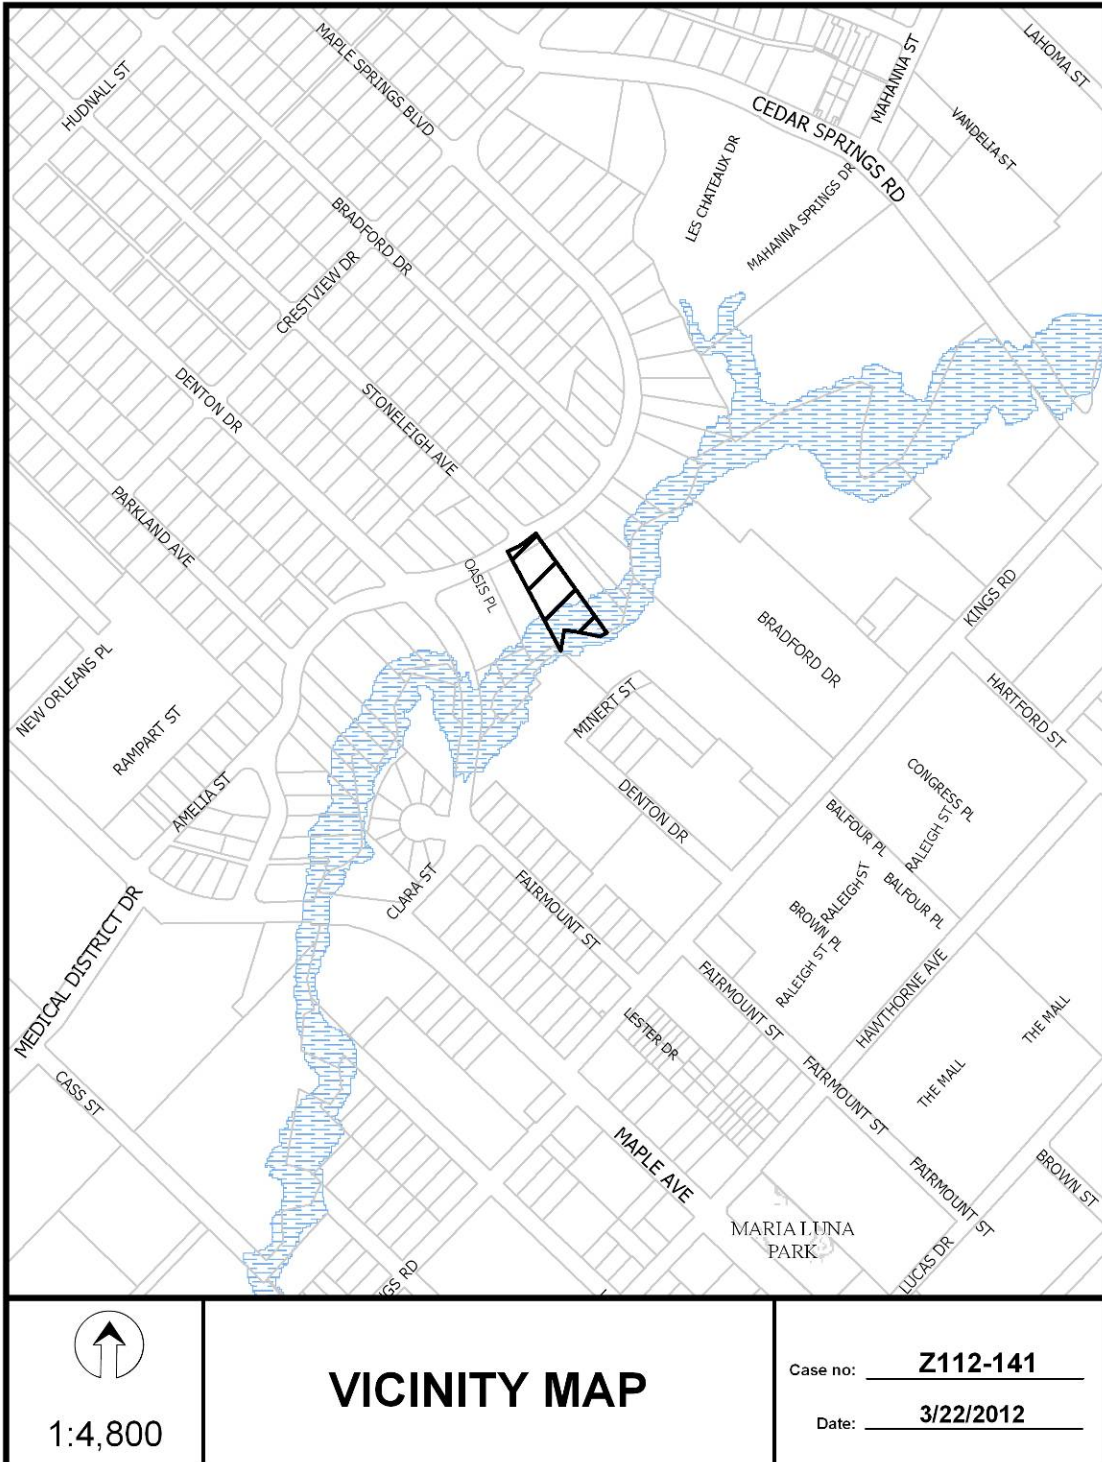 LAHOMA ST
MAHANNA ST
MAPLE SPRINGS BLVD
HUDNALL ST
CEDAR SPRINGS RD
VANDELIA ST
LES CHATEAUX DR
MAHANNA SPRINGS DR
BRADFORD DR
CRESTVIEW DR
DENTON DR
STONELEIGH AVE
PARKLAND AVE
OASIS PL
KINGS RD
BRADFORD DR
NEW ORLEANS PL
RAMPART ST
MINERT ST
HARTFORD ST
AMELIA ST
DENTON DR
CONGRESS PL
BALFOUR PL
RALEIGH ST
CLARA ST
FAIRMOUNT ST
RALEIGH ST
BALFOUR PL
BROWN PL
MEDICAL DISTRICT DR
RALEIGH ST
FAIRMOUNT ST
HAWTHORNE AVE
LESTER DR
THE MALL
CASS ST
FAIRMOUNT ST
THE MALL
MAPLE AVE
FAIRMOUNT ST
BROWN ST
MARIA LUNA
PARK
LUCAS DR
GS RD
1:4,800
VICINITY MAP
Case no: Z112-141
Date: 3/22/2012